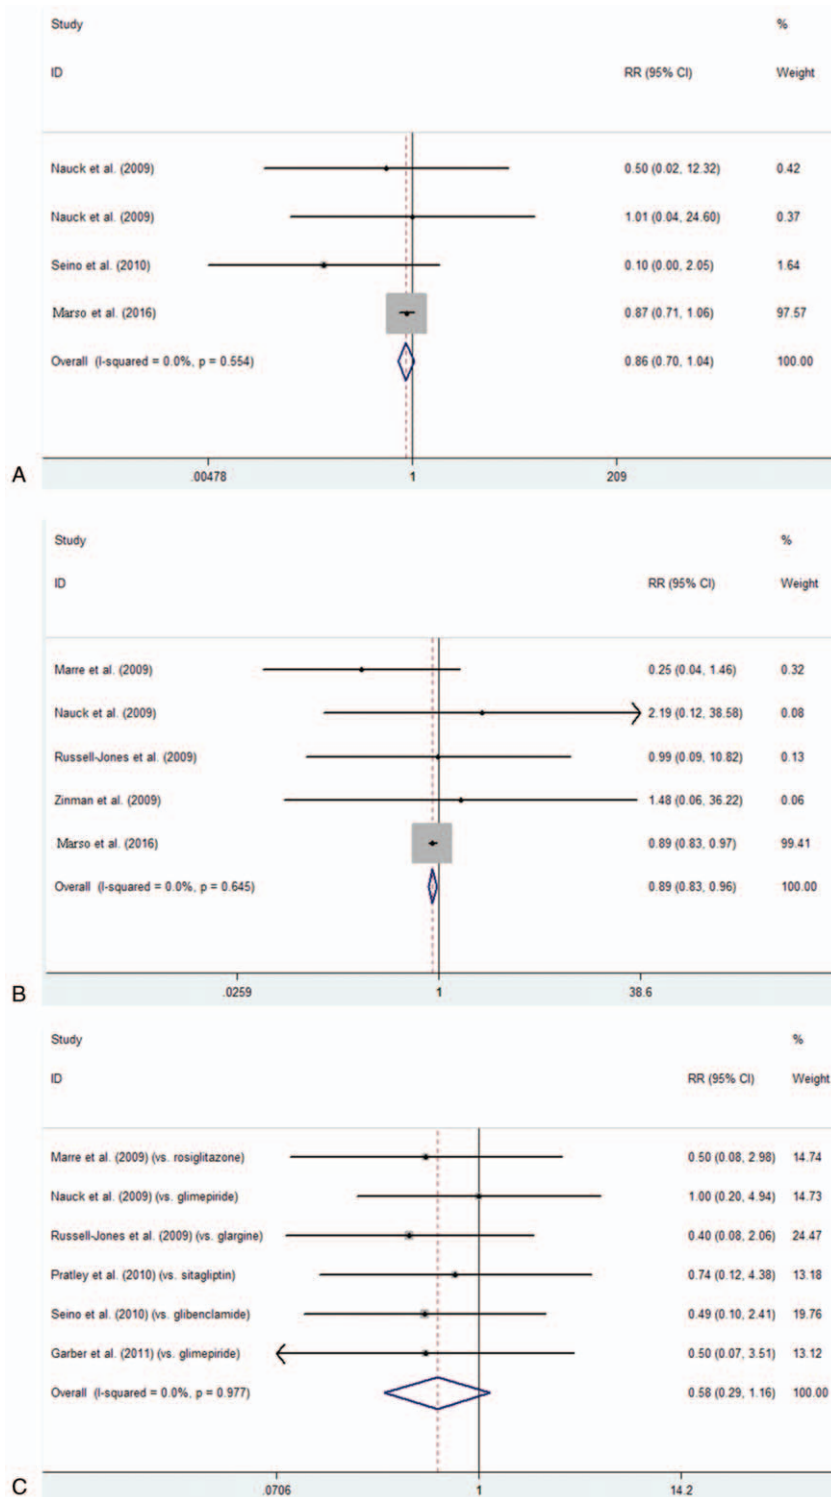 Study %
ID RR (95% CI) Weight
Nauck et al. (2009) 0.50 (0.02, 12.32) 0.42
Nauck et al. (2009) 1.01 (0.04, 24.60) 0.37
Seino et al. (2010) 0.10 (0.00, 2.05) 1.64
Marso et al. (2016) 0.87 (0.71, 1.06) 97.57
Overall (I-squared = 0.0%, p = 0.554) 0.86 (0.70, 1.04) 100.00
A
.00478 1 209
Study %
ID RR (95% CI) Weight
Marre et al. (2009) 0.25 (0.04, 1.46) 0.32
Nauck et al. (2009) 2.19 (0.12, 38.58) 0.08
Russell-Jones et al. (2009) 0.99 (0.09, 10.82) 0.13
Zinman et al. (2009) 1.48 (0.06, 36.22) 0.06
Marso et al. (2016) 0.89 (0.83, 0.97) 99.41
Overall (I-squared = 0.0%, p = 0.645) 0.89 (0.83, 0.96) 100.00
B
.0259 1 38.6
Study %
ID RR (95% CI) Weight
Marre et al. (2009) (vs. rosiglitazone) 0.50 (0.08, 2.98) 14.74
Nauck et al. (2009) (vs. glimepiride) 1.00 (0.20, 4.94) 14.73
Russell-Jones et al. (2009) (vs. glargine) 0.40 (0.08, 2.06) 24.47
Pratley et al. (2010) (vs. sitagliptin) 0.74 (0.12, 4.38) 13.18
Seino et al. (2010) (vs. glibenclamide) 0.49 (0.10, 2.41) 19.76
Garber et al. (2011) (vs. glimepiride) 0.50 (0.07, 3.51) 13.12
Overall (I-squared = 0.0%, p = 0.977) 0.58 (0.29, 1.16) 100.00
C
.0706 1 14.2